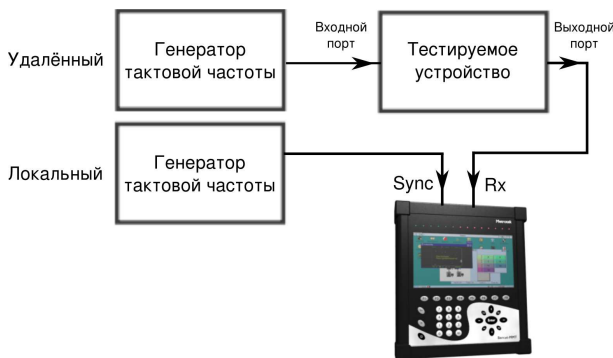 Удалённый
Генератор
тактовой частоты
Входной
порт
Тестируемое
устройство
Выходной
порт
Локальный
Генератор
тактовой частоты
Sync
Rx